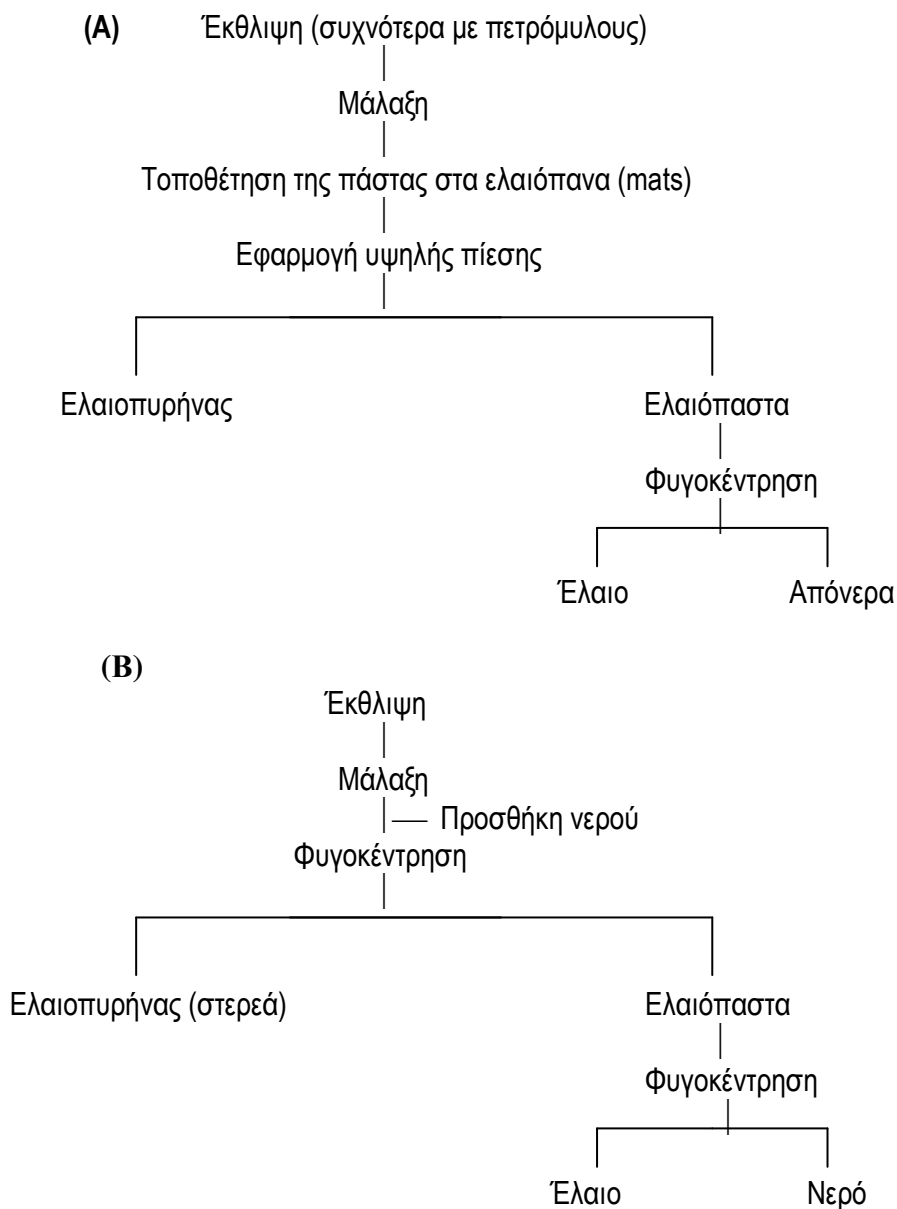 (A) Έκθλιψη (συχνότερα με πετρόμυλους)
Μάλαξη
Τοποθέτηση της πάστας στα ελαιόπανα (mats)
Εφαρμογή υψηλής πίεσης
Ελαιοπυρήνας Ελαιόπαστα
Φυγοκέντρηση
Έλαιο Απόνερα
(B)
Έκθλιψη
Μάλαξη
Προσθήκη νερού
Φυγοκέντρηση
Ελαιοπυρήνας (στερεά) Ελαιόπαστα
Φυγοκέντρηση
Έλαιο Νερό